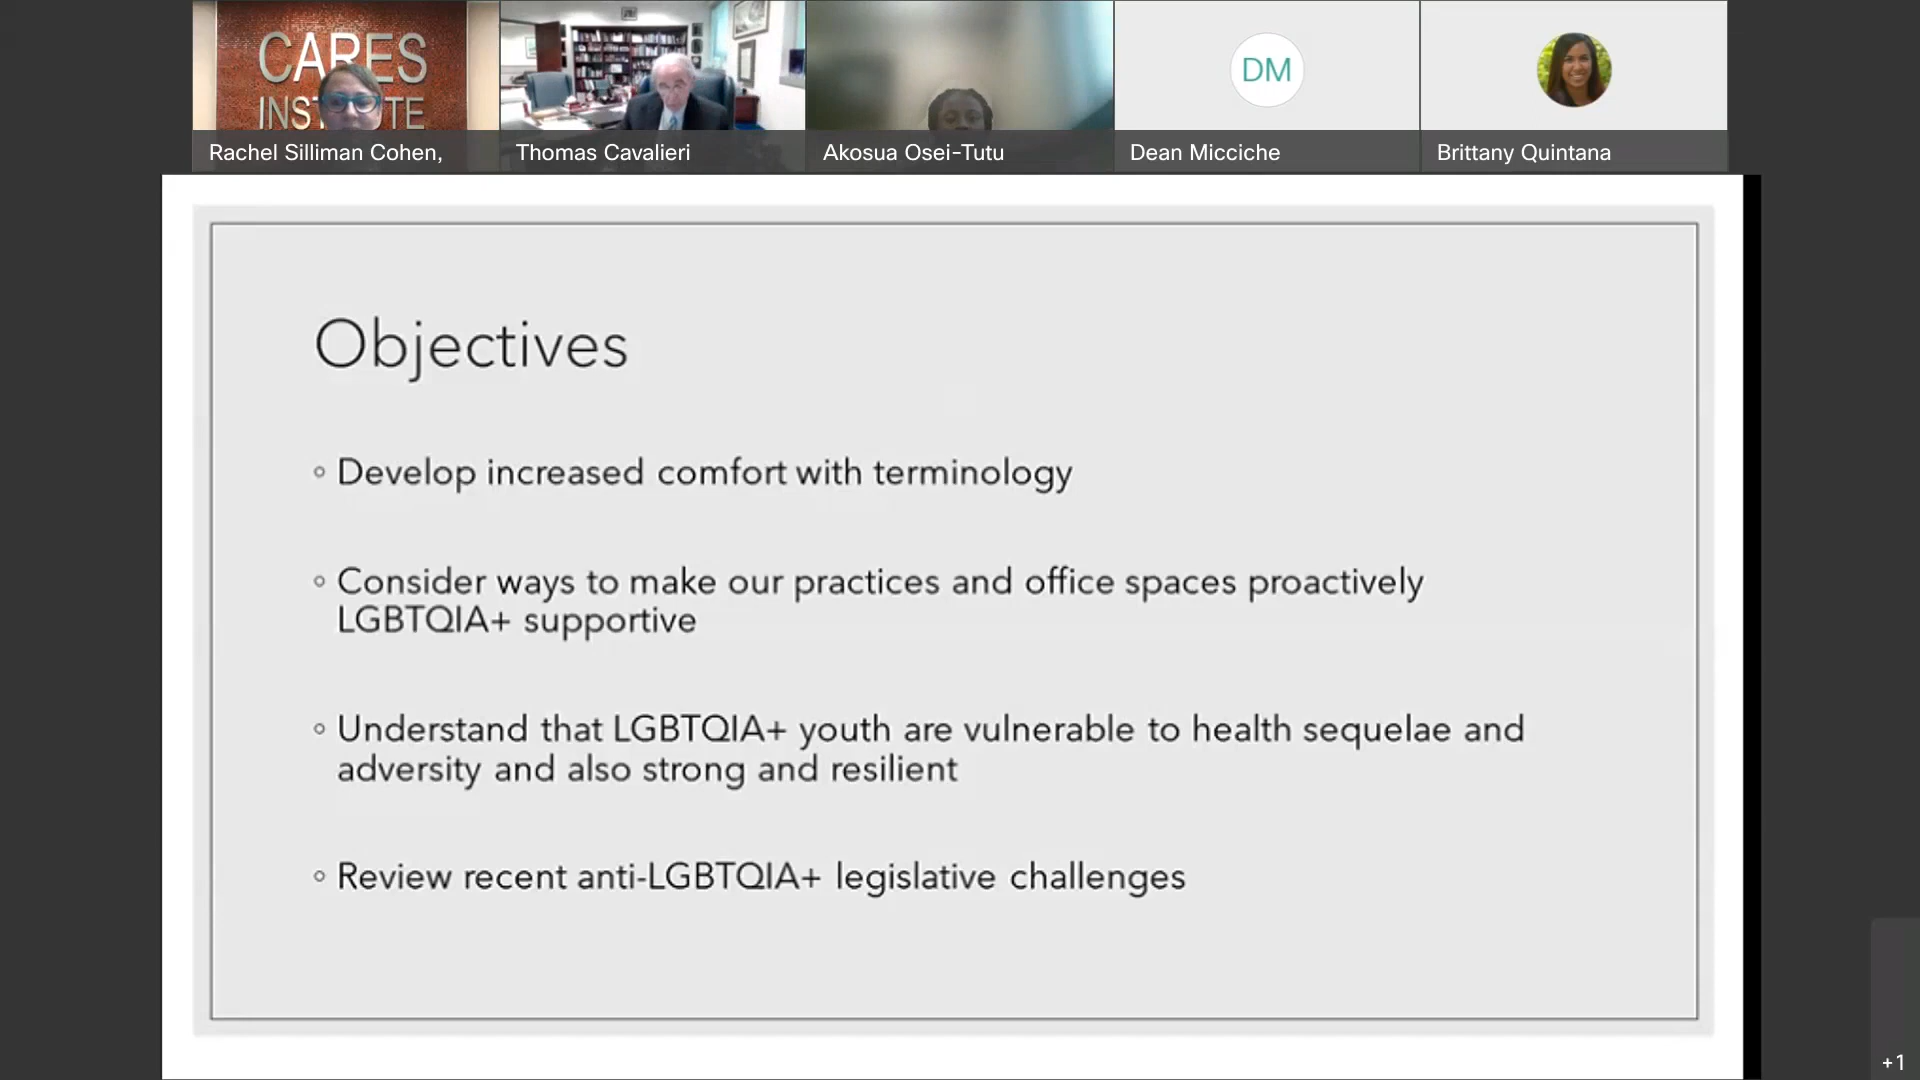 CARES
INSTITUTE
Rachel Silliman Cohen,
Thomas Cavalieri
Akosua Osei-Tutu
DM
Dean Micciche
Brittany Quintana
Objectives
◦ Develop increased comfort with terminology
◦ Consider ways to make our practices and office spaces proactively
LGBTQIA+ supportive
◦ Understand that LGBTQIA+ youth are vulnerable to health sequelae and
adversity and also strong and resilient
◦ Review recent anti-LGBTQIA+ legislative challenges
+1